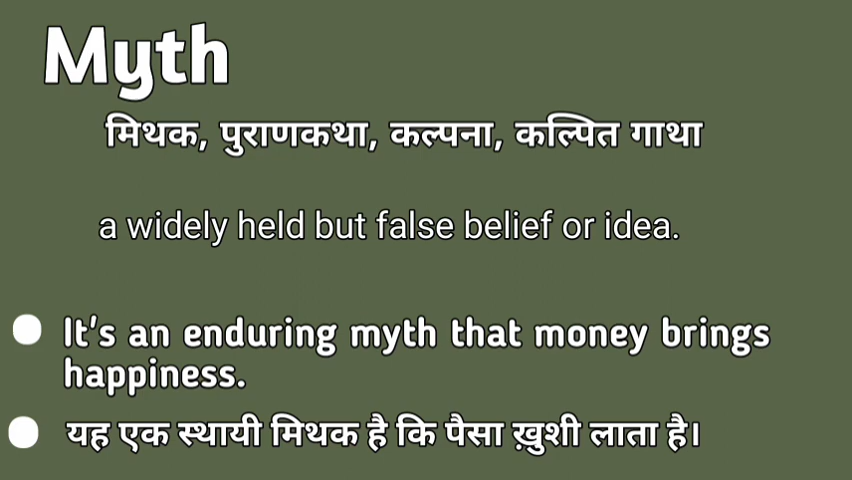 Myth
मिथक, पुराणकथा, कल्पना, कल्पित गाथा
a widely held but false belief or idea.
It's an enduring myth that money brings
happiness.
यह एक स्थायी मिथक है कि पैसा ख़ुशी लाता है।